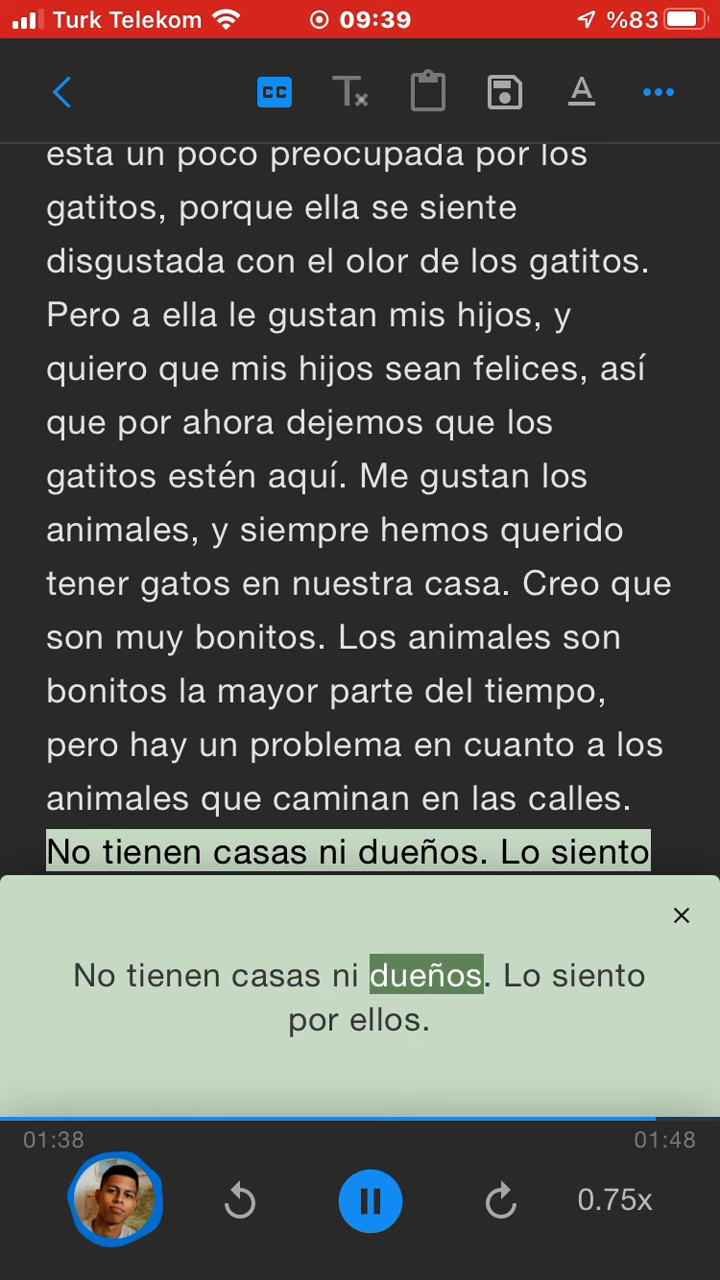 Turk Telekom
09:39
%83
CC
esta un poco preocupada por los
gatitos, porque ella se siente
disgustada con el olor de los gatitos.
Pero a ella le gustan mis hijos, y
quiero que mis hijos sean felices, así
que por ahora dejemos que los
gatitos estén aquí. Me gustan los
animales, y siempre hemos querido
tener gatos en nuestra casa. Creo que
son muy bonitos. Los animales son
bonitos la mayor parte del tiempo,
pero hay un problema en cuanto a los
animales que caminan en las calles.
No tienen casas ni dueños. Lo siento
No tienen casas ni dueños. Lo siento
por ellos.
01:38
01:48
0.75x